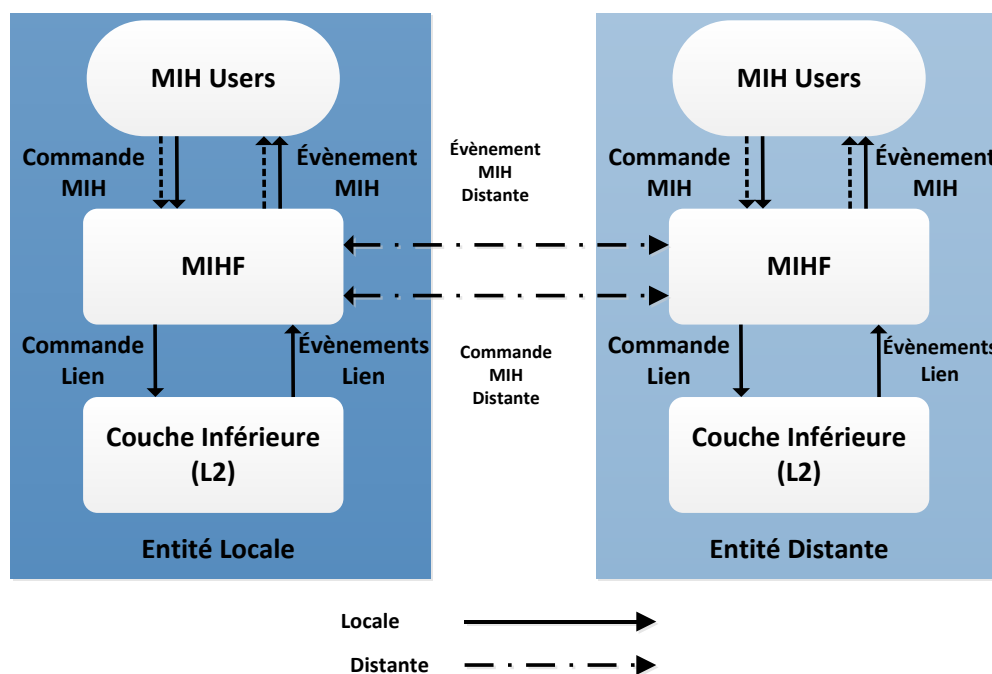 MIH Users
Commande
MIH
Évènement
MIH
MIHF
Commande
Lien
Évènements
Lien
Couche Inférieure
(L2)
Entité Locale
Évènement
MIH
Distante
Commande
MIH
Distante
MIH Users
Commande
MIH
Évènement
MIH
MIHF
Commande
Lien
Évènements
Lien
Couche Inférieure
(L2)
Entité Distante
Locale
Distante